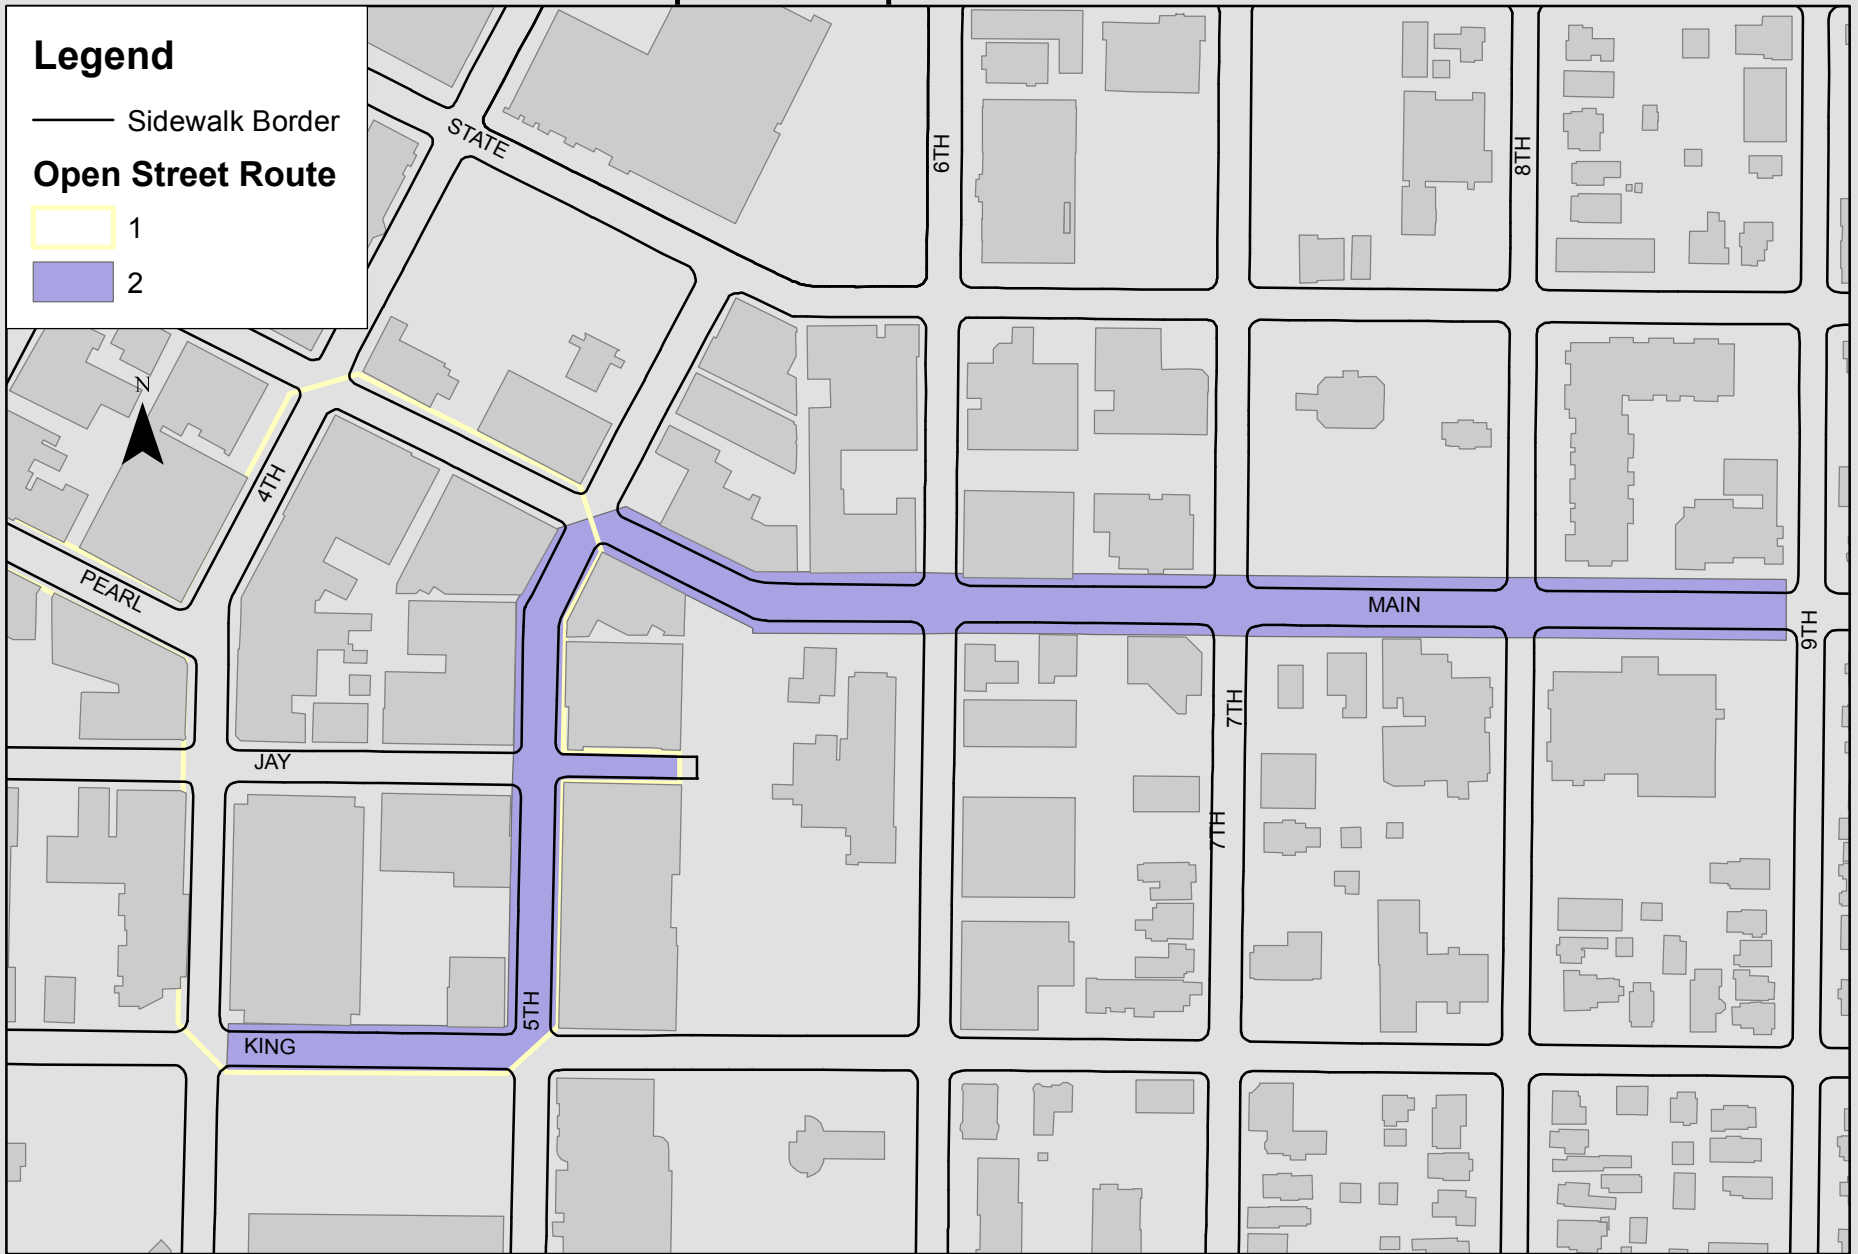 Legend
Sidewalk Border
Open Street Route
1
2
STATE
6TH
8TH
N
4TH
PEARL
MAIN
9TH
7TH
JAY
7TH
5TH
KING